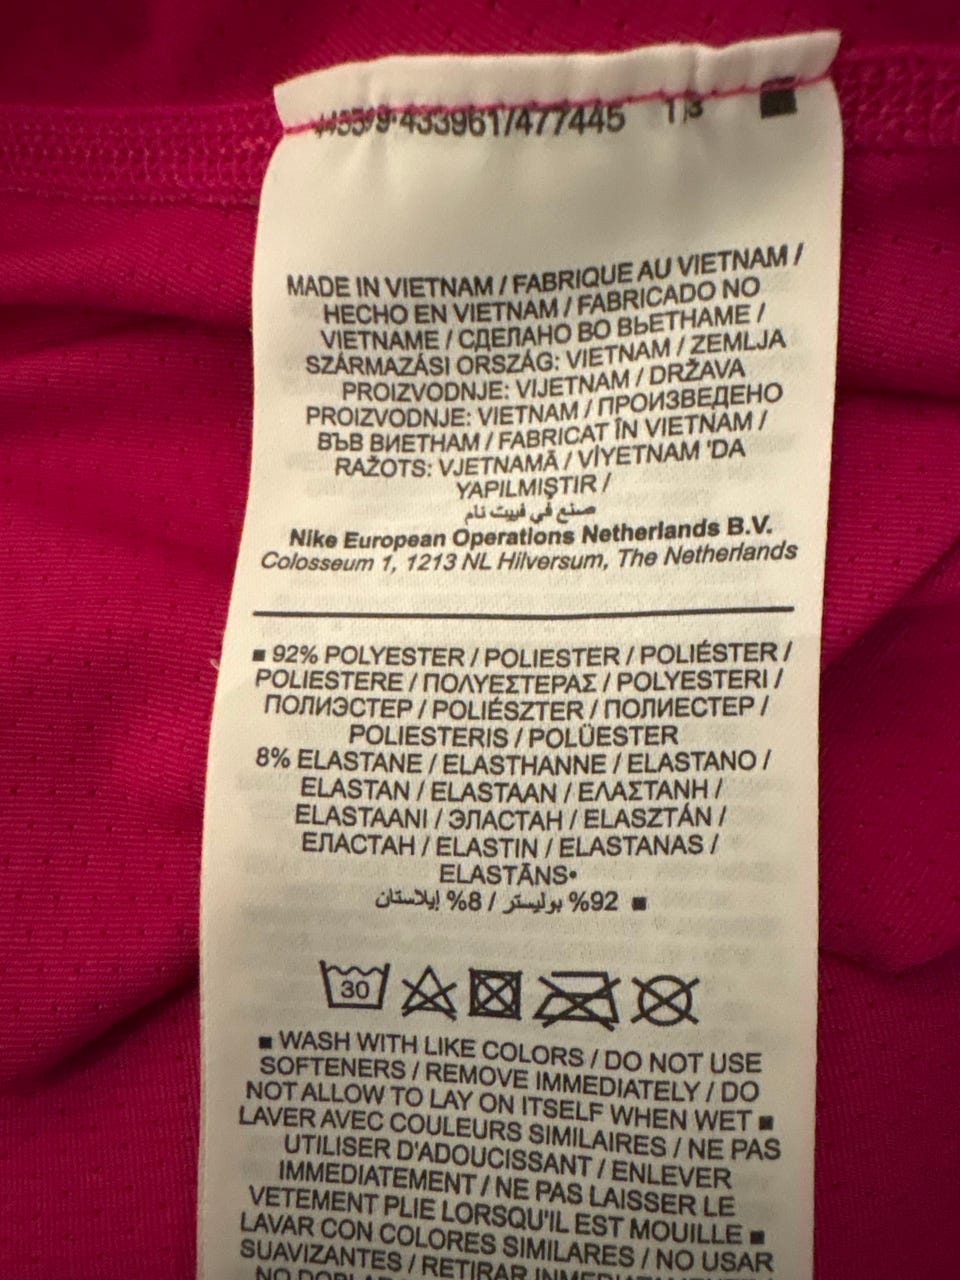 433961/477445 1/3
MADE IN VIETNAM / FABRIQUE AU VIETNAM /
HECHO EN VIETNAM / FABRICADO NO
VIETNAME / СДЕЛАНО ВО ВЬЕТНАМЕ /
SZÁRMAZÁSI ORSZÁG: VIETNAM / ZEMLJA
PROIZVODNJE: VIJETNAM / DRŽAVA
PROIZVODNJE: VIETNAM / ПРОИЗВЕДЕНО
ВЪВ ВИЕТНАМ / FABRICAT ÎN VIETNAM /
RAŽOTS: VJETNAMĀ / VİYETNAM 'DA
YAPILMIŞTIR /
صنع في فييت نام
Nike European Operations Netherlands B.V.
Colosseum 1, 1213 NL Hilversum, The Netherlands
■ 92% POLYESTER / POLIESTER / POLIÉSTER /
POLIESTERE / ΠΟΛΥΕΣΤΕΡΑΣ / POLYESTERI /
ПОЛИЭСТЕР / POLIÉSZTER / ПОЛИЕСТЕР /
POLIESTERIS / POLÜESTER
8% ELASTANE / ELASTHANNE / ELASTANO /
ELASTAN / ELASTAAN / ΕΛΑΣΤΑΝΗ /
ELASTAANI / ЭЛАСТАН / ELASZTÁN /
ЕЛАСТАН / ELASTIN / ELASTANAS /
ELASTĀNS•
■ 92% بوليستر / 8% إيلاستان
30
■ WASH WITH LIKE COLORS / DO NOT USE
SOFTENERS / REMOVE IMMEDIATELY / DO
NOT ALLOW TO LAY ON ITSELF WHEN WET ■
LAVER AVEC COULEURS SIMILAIRES / NE PAS
UTILISER D'ADOUCISSANT / ENLEVER
IMMEDIATEMENT / NE PAS LAISSER LE
VETEMENT PLIE LORSQU'IL EST MOUILLE ■
LAVAR CON COLORES SIMILARES / NO USAR
SUAVIZANTES / RETIRAR